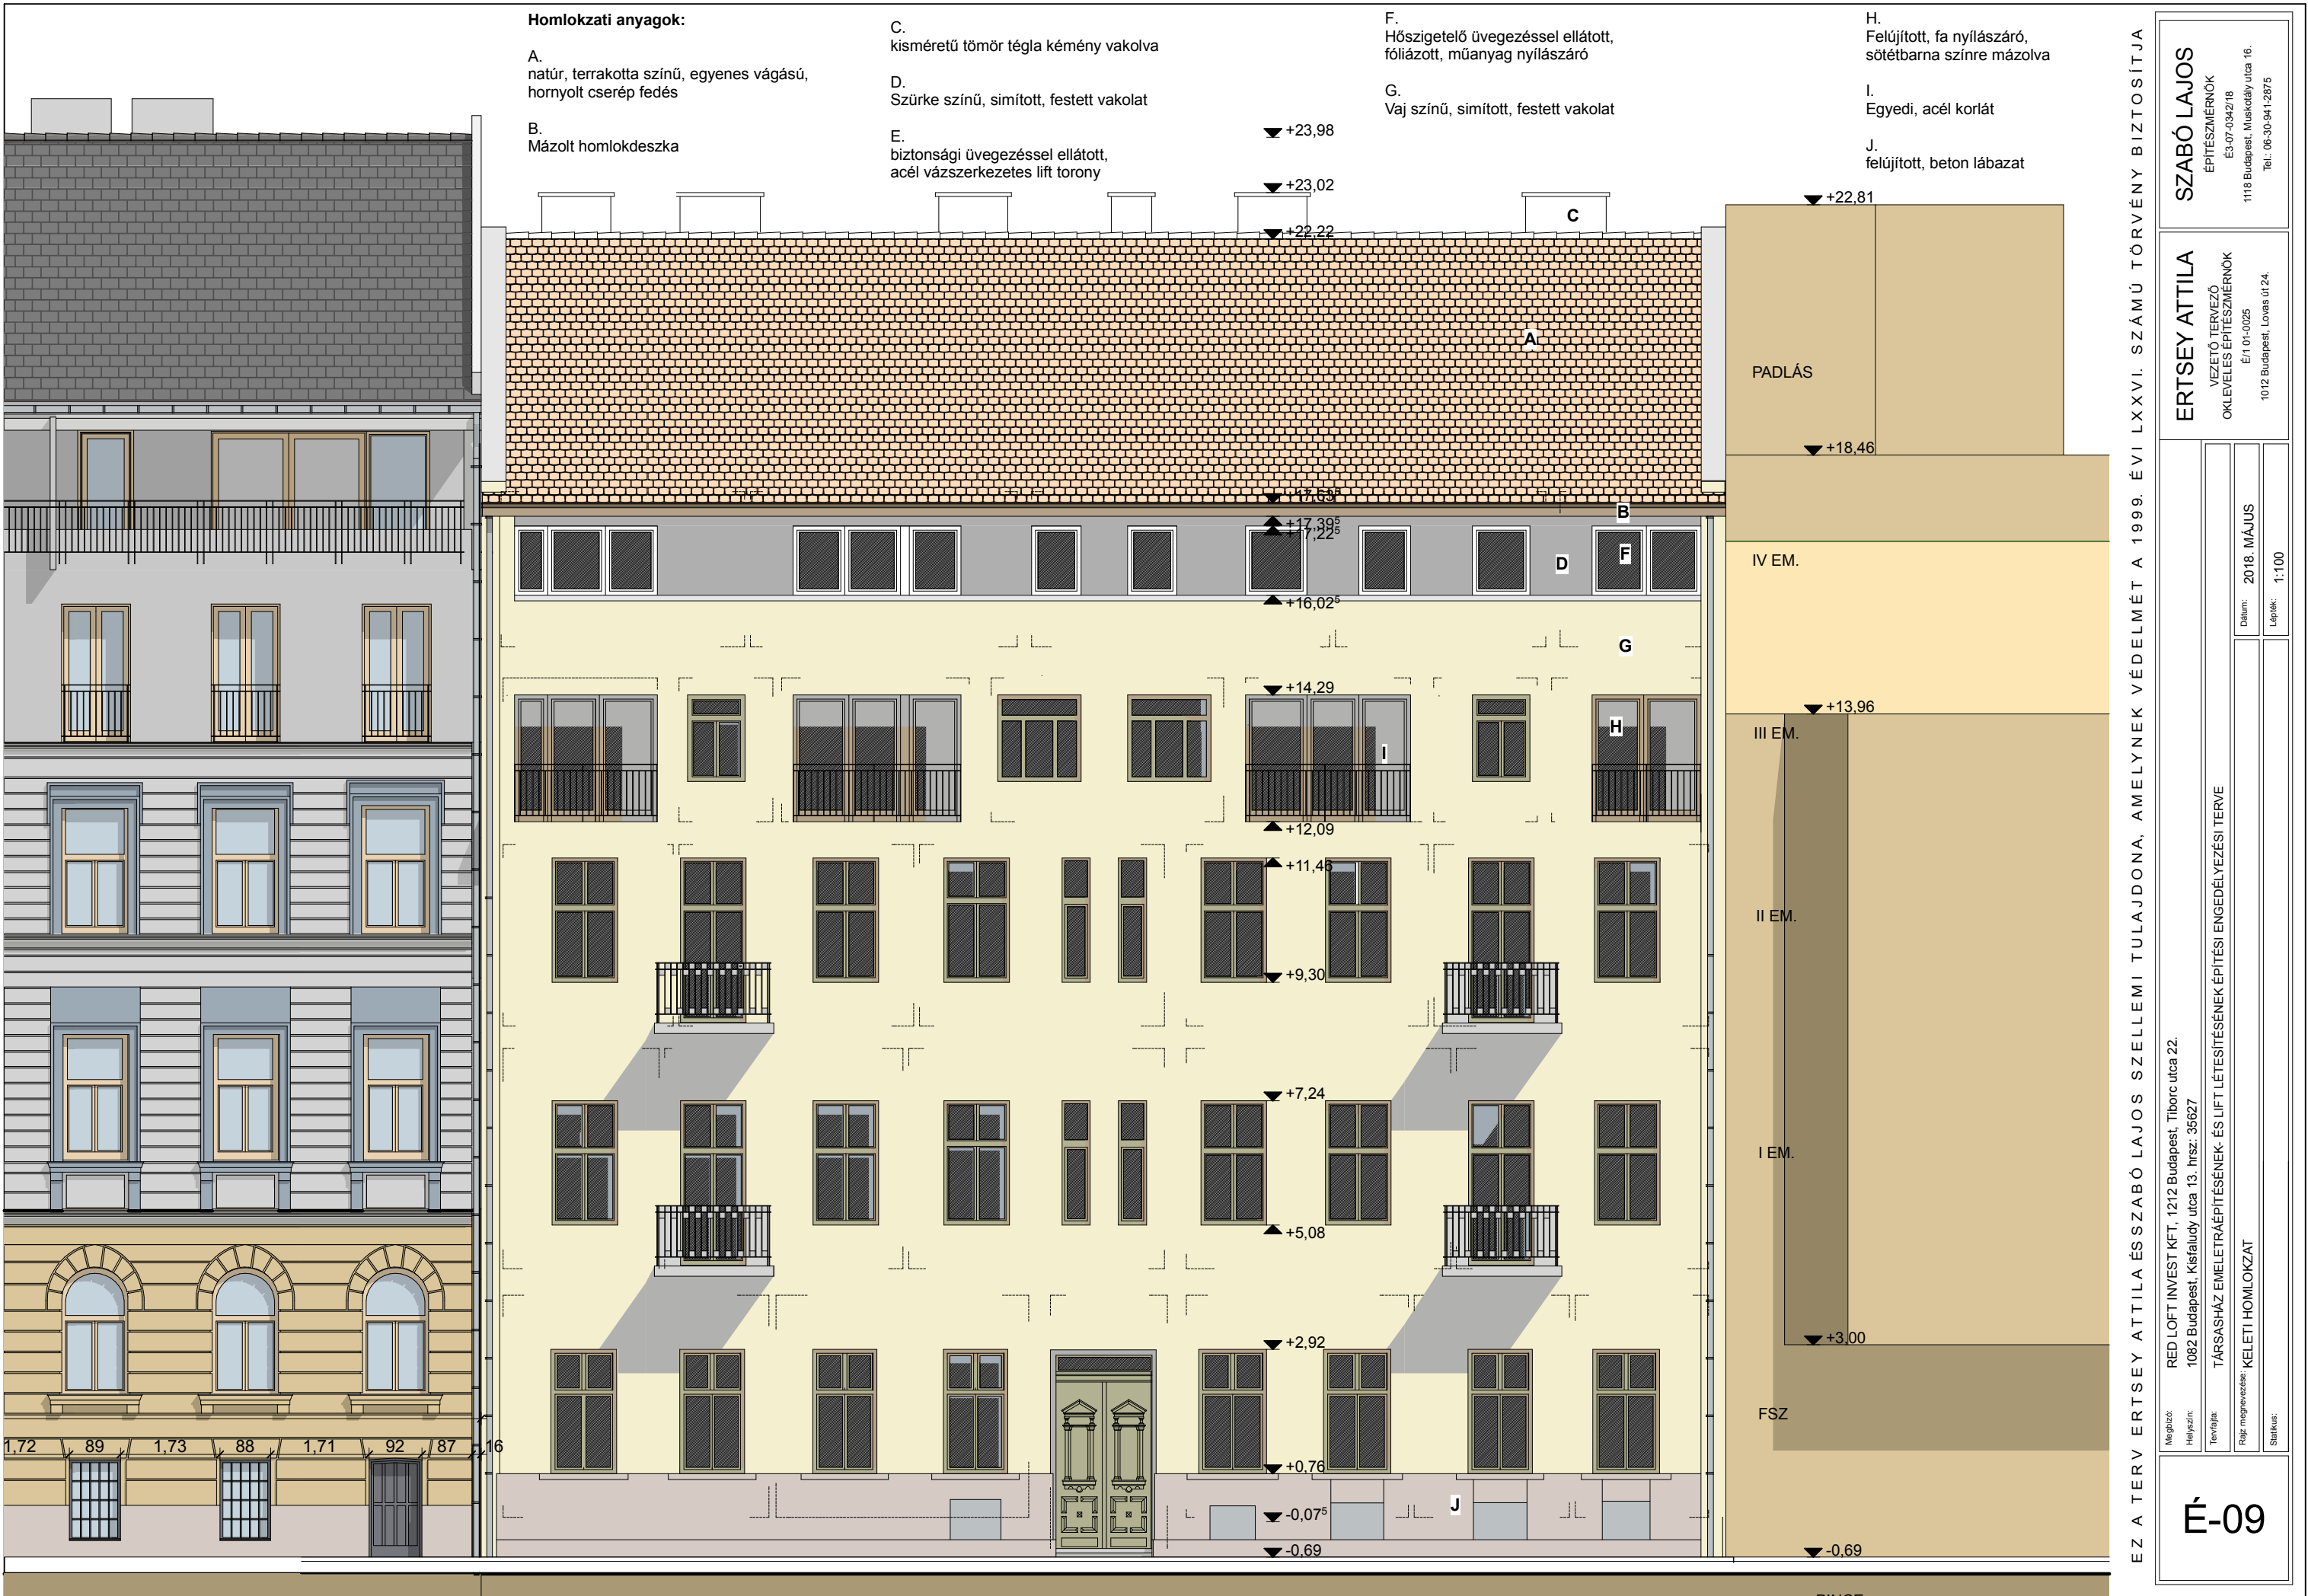 Homlokzati anyagok:
A.
natúr, terrakotta színű, egyenes vágású,
hornyolt cserép fedés
B.
Mázolt homlokdeszka
C.
kisméretű tömör tégla kémény vakolva
D.
Szürke színű, simított, festett vakolat
E.
biztonsági üvegezéssel ellátott,
acél vázszerkezetes lift torony
F.
Hőszigetelő üvegezéssel ellátott,
fóliázott, műanyag nyílászáró
G.
Vaj színű, simított, festett vakolat
H.
Felújított, fa nyílászáró,
sötétbarna színre mázolva
I.
Egyedi, acél korlát
J.
felújított, beton lábazat
+23,98
+23,02
+22,22
C
A
+17,63⁵
+17,39⁵
+17,22⁵
B
F
D
+16,02⁵
G
+14,29
H
I
+12,09
+11,46
+9,30
+7,24
+5,08
+2,92
+0,76
J
-0,07⁵
-0,69
+22,81
PADLÁS
+18,46
IV EM.
+13,96
III EM.
II EM.
I EM.
+3,00
FSZ
-0,69
1,72 89 1,73 88 1,71 92 87 16
EZ A TERV ERTSEY ATTILA ÉS SZABÓ LAJOS SZELLEMI TULAJDONA, AMELYNEK VÉDELMÉT A 1999. ÉVI LXXVI. SZÁMÚ TÖRVÉNY BIZTOSÍTJA
SZABÓ LAJOS
ÉPÍTÉSZMÉRNÖK
É3-07-0342/18
1118 Budapest, Muskotály utca 16.
Tel.: 06-30-941-2875
ERTSEY ATTILA
VEZETŐ TERVEZŐ
OKLEVELES ÉPÍTÉSZMÉRNÖK
É/1 01-0025
1012 Budapest, Lovas út 24.
Megbízó: RED LOFT INVEST KFT, 1212 Budapest, Tiborc utca 22.
Helyszín: 1082 Budapest, Kisfaludy utca 13. hrsz: 35627
Tervfajta: TÁRSASHÁZ EMELETRÁÉPÍTÉSÉNEK- ÉS LIFT LÉTESÍTÉSÉNEK ÉPÍTÉSI ENGEDÉLYEZÉSI TERVE
Rajz megnevezése: KELETI HOMLOKZAT
Dátum: 2018. MÁJUS
Statikus:
Lépték: 1:100
É-09